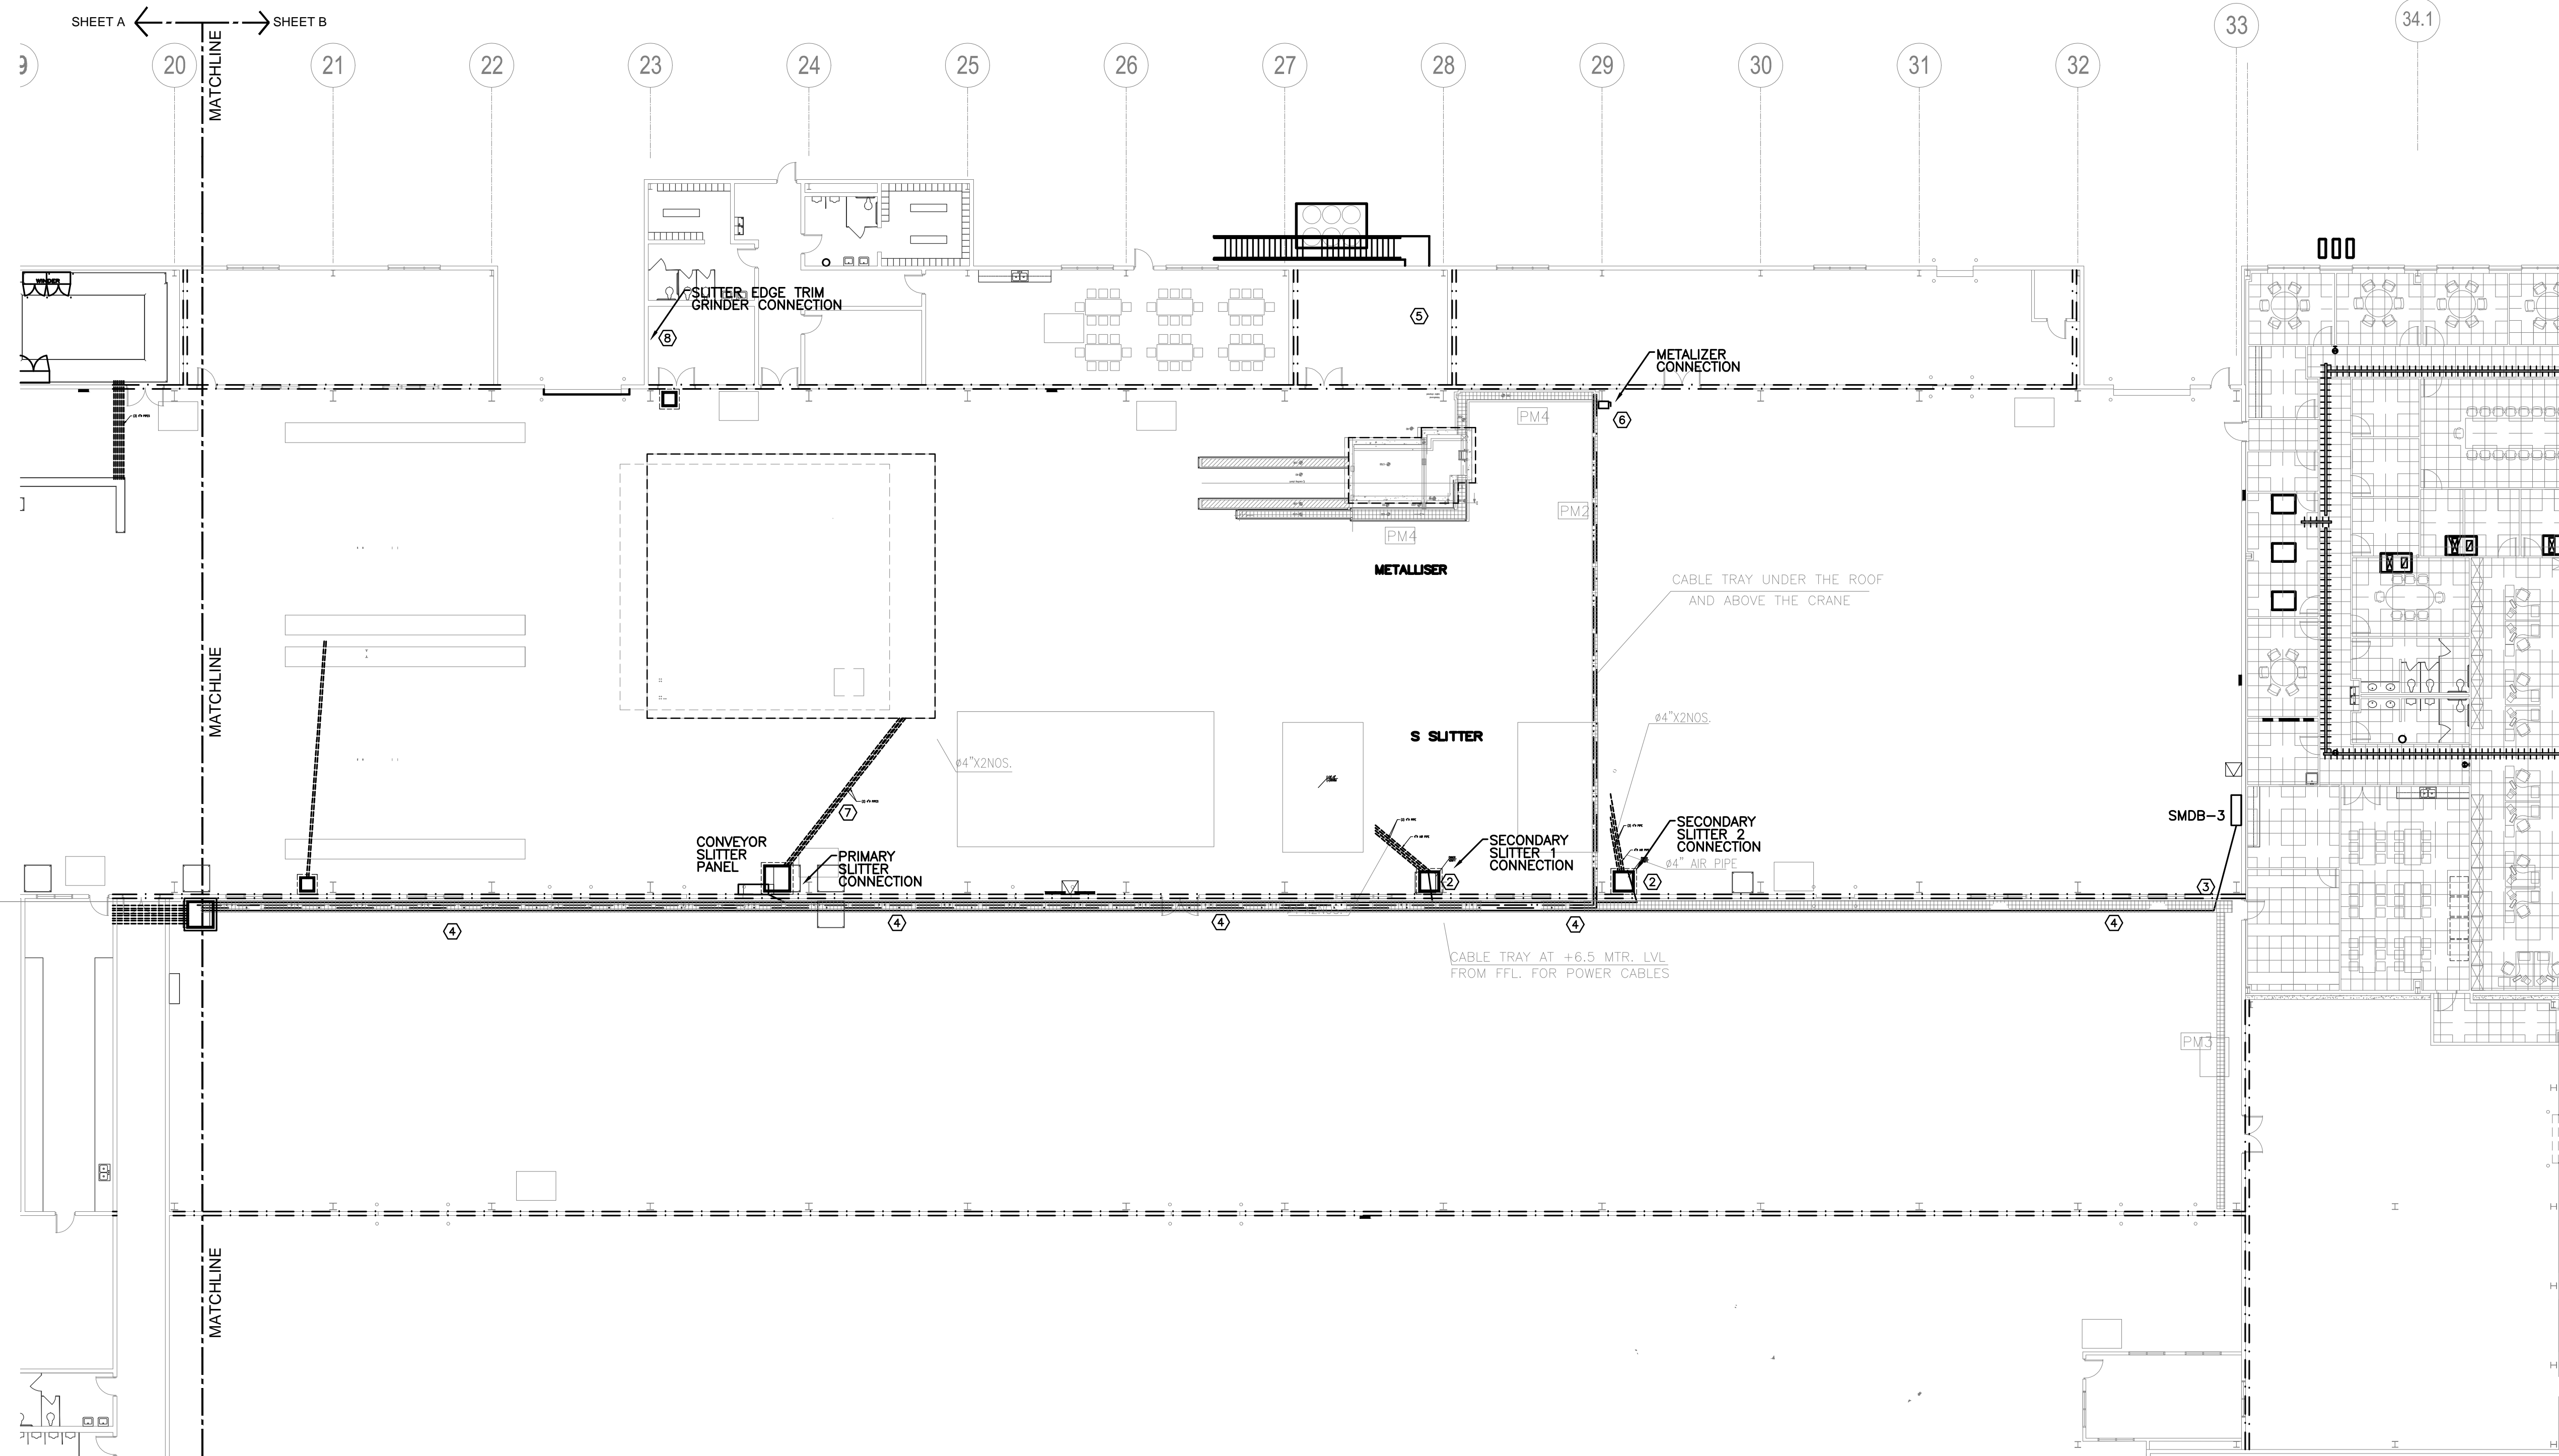 SHEET A
SHEET B
MATCHLINE
20
21
22
23
24
25
26
27
28
29
30
31
32
33
34.1
WINDER
SLITTER EDGE TRIM
GRINDER CONNECTION
8
5
METALIZER
CONNECTION
6
PM4
PM2
PM4
METALLISER
CABLE TRAY UNDER THE ROOF
AND ABOVE THE CRANE
MATCHLINE
S SLITTER
ø4"X2NOS.
ø4"X2NOS.
7
CONVEYOR
SLITTER
PANEL
PRIMARY
SLITTER
CONNECTION
SECONDARY
SLITTER 1
CONNECTION
2
SECONDARY
SLITTER 2
CONNECTION
ø4" AIR PIPE
2
SMDB-3
3
4
4
4
4
4
CABLE TRAY AT +6.5 MTR. LVL
FROM FFL. FOR POWER CABLES
PM3
MATCHLINE